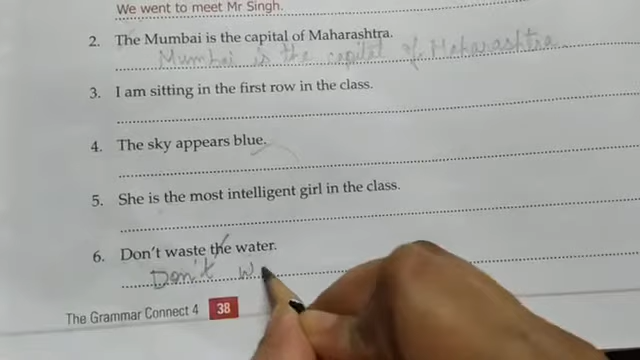 We went to meet Mr Singh.
2. The Mumbai is the capital of Maharashtra.
Mumbai is the capital of Maharashtra
3. I am sitting in the first row in the class.
4. The sky appears blue.
5. She is the most intelligent girl in the class.
6. Don't waste the water.
Don't w
The Grammar Connect 4 38